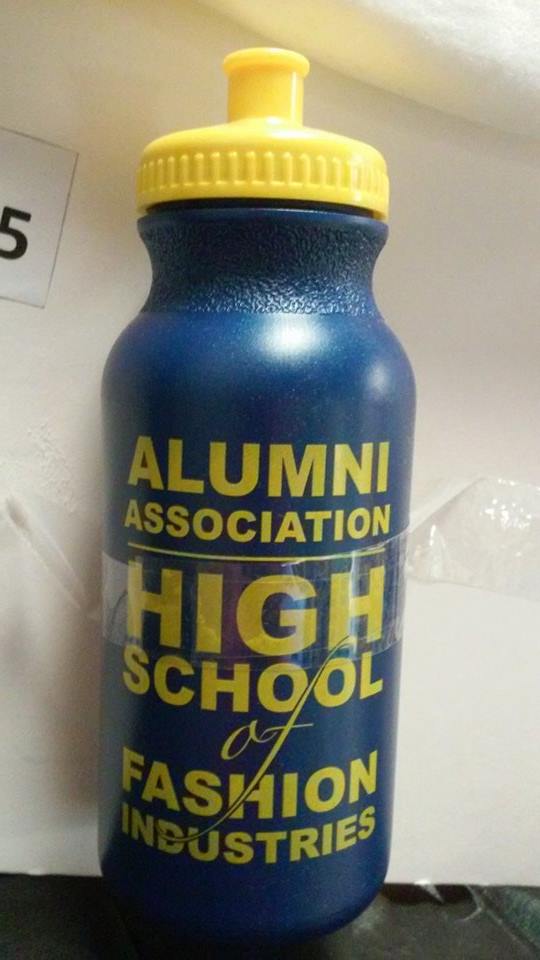 5
ALUMNI
ASSOCIATION
HIGH
SCHOOL
of
FASHION
INDUSTRIES